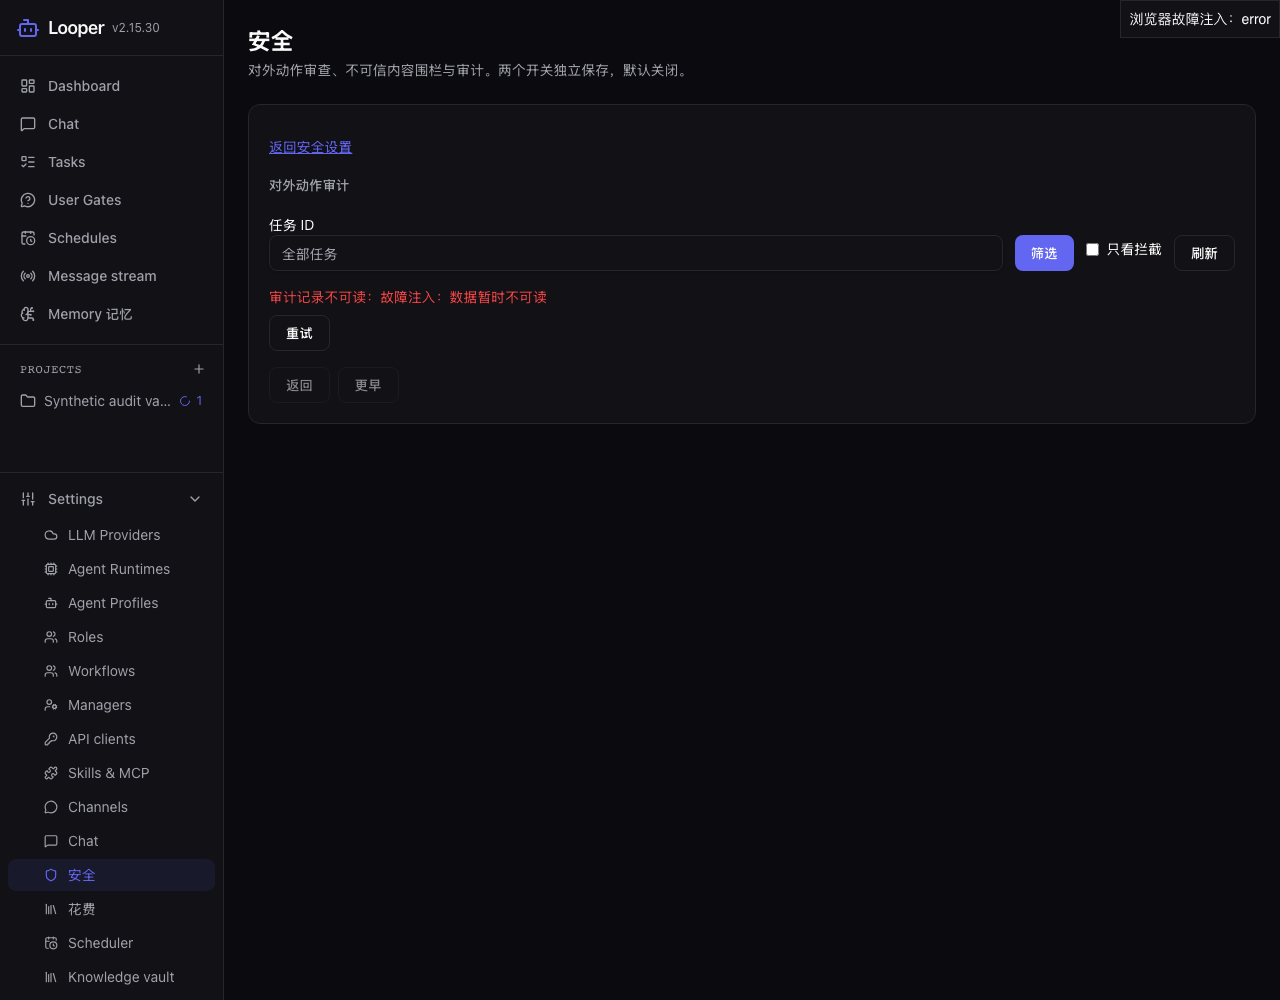 Looper v2.15.30
浏览器故障注入：error
Dashboard
Chat
Tasks
User Gates
Schedules
Message stream
Memory 记忆
PROJECTS
Synthetic audit va... 1
Settings
LLM Providers
Agent Runtimes
Agent Profiles
Roles
Workflows
Managers
API clients
Skills & MCP
Channels
Chat
安全
花费
Scheduler
Knowledge vault
安全
对外动作审查、不可信内容围栏与审计。两个开关独立保存，默认关闭。
返回安全设置
对外动作审计
任务 ID
全部任务 筛选 只看拦截 刷新
审计记录不可读：故障注入：数据暂时不可读
重试
返回 更早